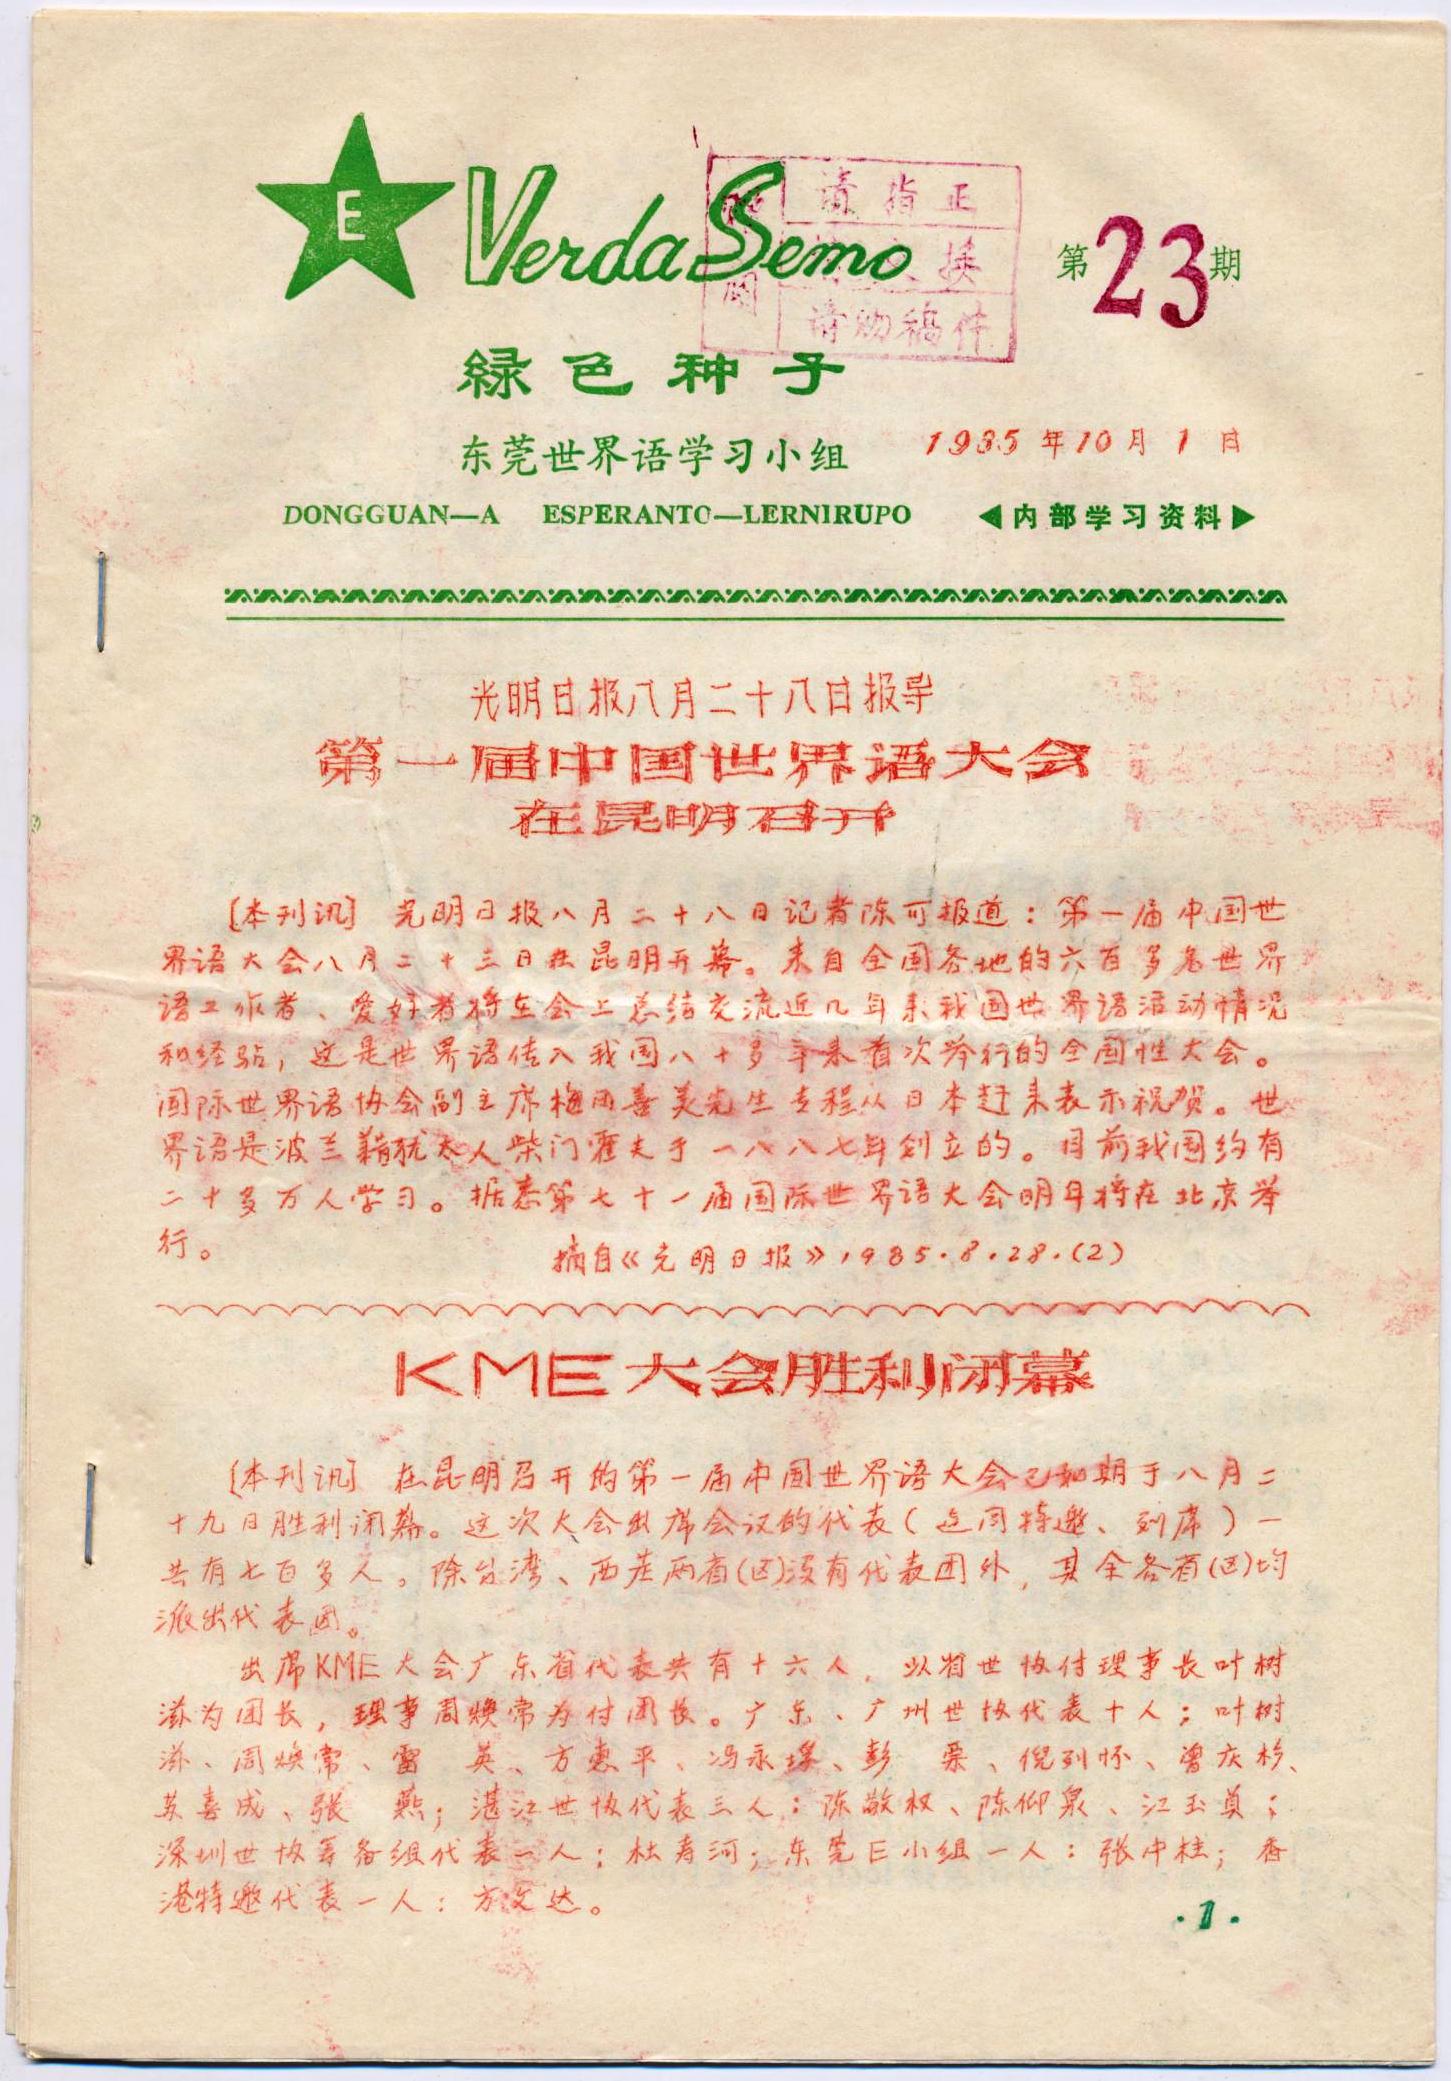 E
Verda Semo
请指正
换
请助稿件
第23期
緑色种子
东莞世界语学习小组
1985年10月1日
DONGGUAN—A ESPERANTO—LERNIRUPO
◀内部学习资料▶
光明日报八月二十八日报导
第一届中国世界语大会
在昆明召开
〔本刊讯〕 光明日报八月二十八日记者陈可报道：第一届中国世
界语大会八月二十三日在昆明开幕。来自全国各地的六百多名世界
语工作者、爱好者将在会上总结交流近几年来我国世界语活动情况
和经验，这是世界语传入我国八十多年来首次举行的全国性大会。
国际世界语协会副主席梅田善美先生专程从日本赶来表示祝贺。世
界语是波兰籍犹太人柴门霍夫于一八八七年创立的。目前我国约有
二十多万人学习。据悉第七十一届国际世界语大会明年将在北京举
行。
摘自《光明日报》1985.8.28.(2)
KME大会胜利闭幕
〔本刊讯〕 在昆明召开的第一届中国世界语大会已如期于八月二
十九日胜利闭幕。这次大会出席会议的代表（连同特邀、列席）一
共有七百多人。除台湾、西藏两省(区)没有代表团外，其余各省(区)均
派出代表团。
出席KME大会广东省代表共有十六人，以省世协付理事长叶树
滋为团长，理事周焕常为付团长。广东、广州世协代表十人；叶树
滋、周焕常、雷 英、方惠平、冯永 、彭 、倪列怀、曾庆杉、
苏喜成、张 燕；湛江世协代表三人：陈敬权、陈仰泉、江玉真；
深圳世协筹备组代表一人：杜寿河；东莞E小组一人：张中柱；香
港特邀代表一人：方文达。
·1·